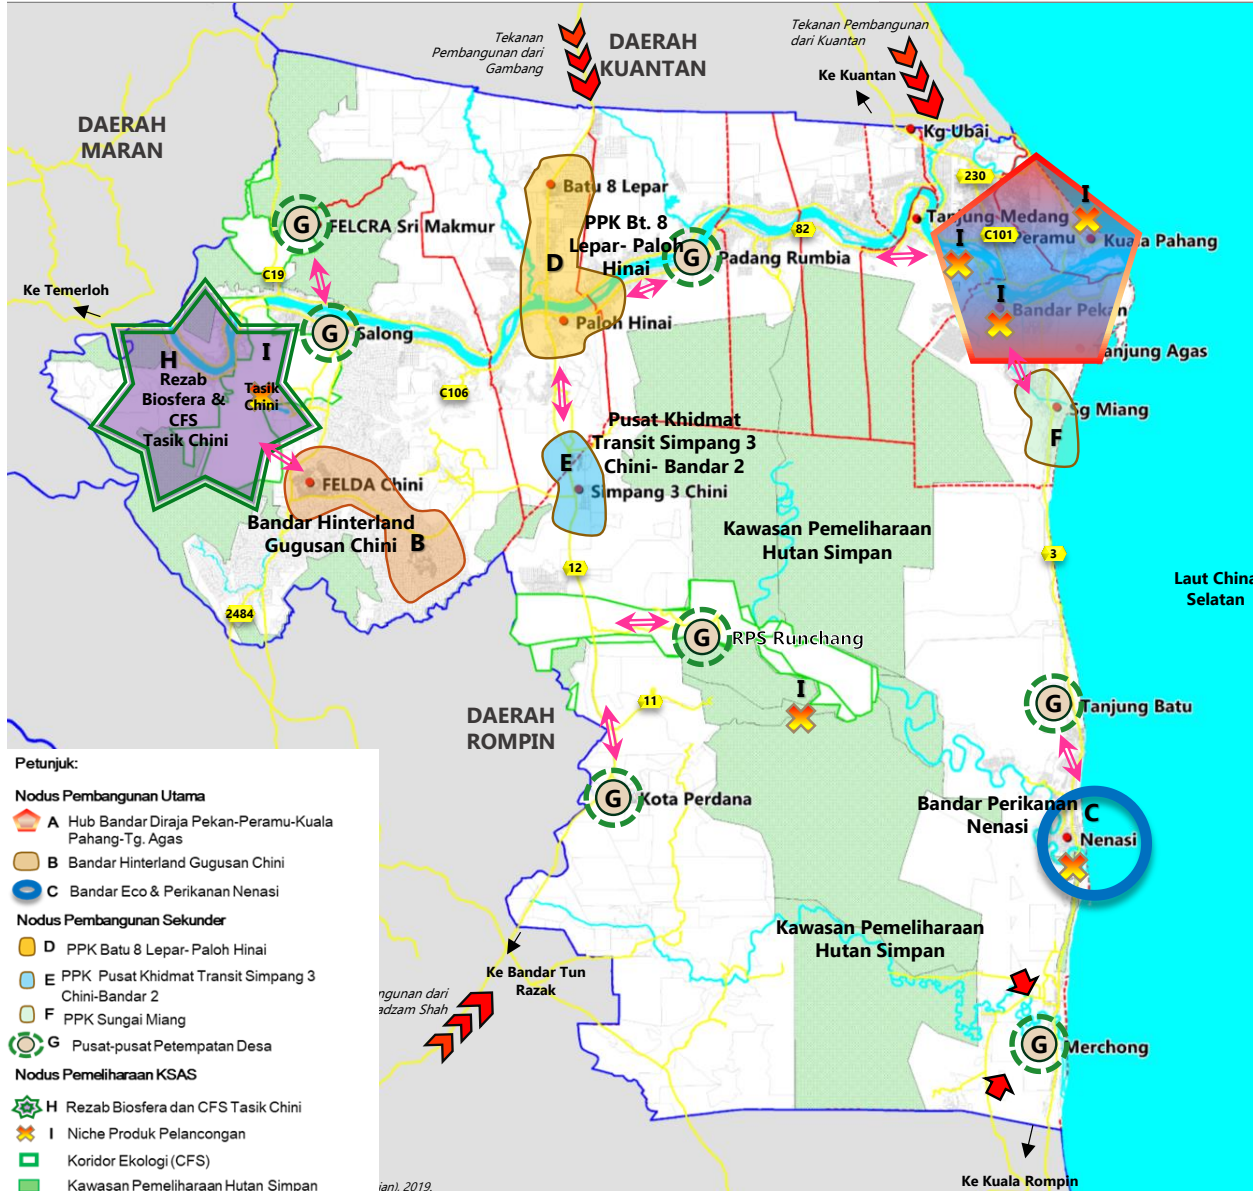 Tekanan
Pembangunan dari
Gambang
DAERAH
KUANTAN
Tekanan Pembangunan
dari Kuantan
Ke Kuantan
Kg Ubai
DAERAH
MARAN
230
Batu 8 Lepar
I
FELCRA Sri Makmur
G
PPK Bt. 8
Lepar- Paloh
Hinai
82
Tanjung Medang
C101
Peramu
Kuala Pahang
I
D
G
Padang Rumbia
C19
Ke Temerloh
I
Bandar Pekan
G
Salong
Paloh Hinai
Tanjung Agas
H
I
Rezab
Biosfera &
CFS
Tasik Chini
Tasik
Chini
C106
Sg Miang
F
Pusat Khidmat
Transit Simpang 3
Chini- Bandar 2
E
Simpang 3 Chini
FELDA Chini
Bandar Hinterland
Gugusan Chini
B
Kawasan Pemeliharaan
Hutan Simpan
3
12
Laut China
Selatan
2484
G
RPS Runchang
I
11
G
Tanjung Batu
DAERAH
ROMPIN
G
Kota Perdana
Bandar Perikanan
Nenasi
C
Nenasi
Kawasan Pemeliharaan
Hutan Simpan
Ke Bandar Tun
Razak
dari
Shah
G
Merchong
Ke Kuala Rompin
Petunjuk:
Nodus Pembangunan Utama
A Hub Bandar Diraja Pekan-Peramu-Kuala
Pahang-Tg. Agas
B Bandar Hinterland Gugusan Chini
C Bandar Eco & Perikanan Nenasi
Nodus Pembangunan Sekunder
D PPK Batu 8 Lepar- Paloh Hinai
E PPK Pusat Khidmat Transit Simpang 3
Chini-Bandar 2
F PPK Sungai Miang
G Pusat-pusat Petempatan Desa
Nodus Pemeliharaan KSAS
H Rezab Biosfera dan CFS Tasik Chini
I Niche Produk Pelancongan
Koridor Ekologi (CFS)
Kawasan Pemeliharaan Hutan Simpan
2019.